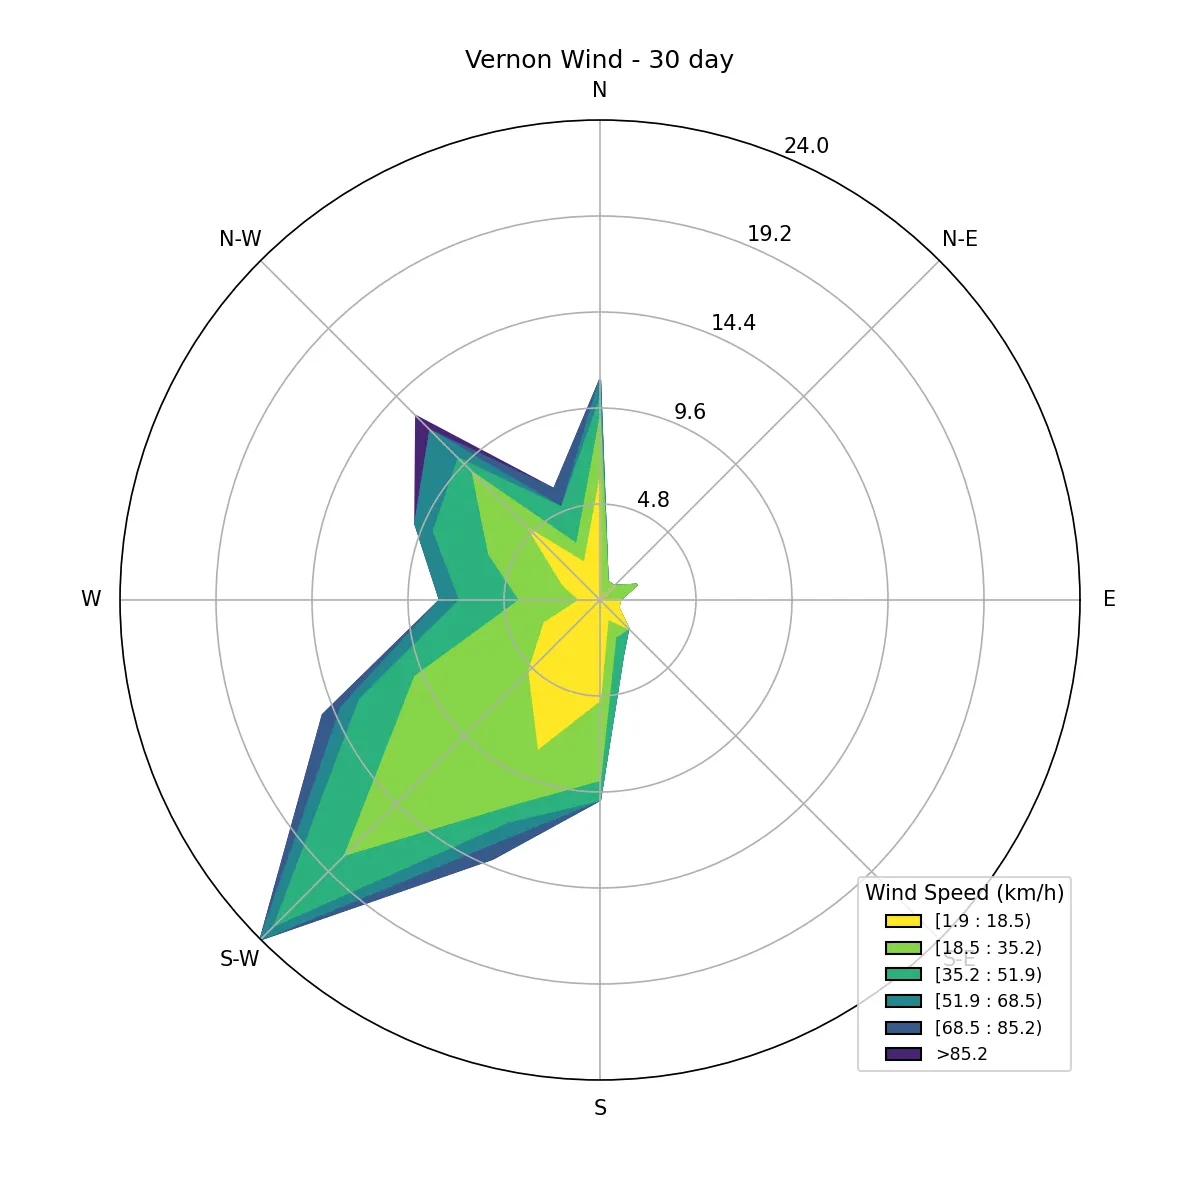 Vernon Wind - 30 day
N
24.0
19.2
N-W
N-E
14.4
9.6
4.8
W
E
Wind Speed (km/h)
[1.9 : 18.5)
[18.5 : 35.2)
S-W
S-E
[35.2 : 51.9)
[51.9 : 68.5)
[68.5 : 85.2)
>85.2
S